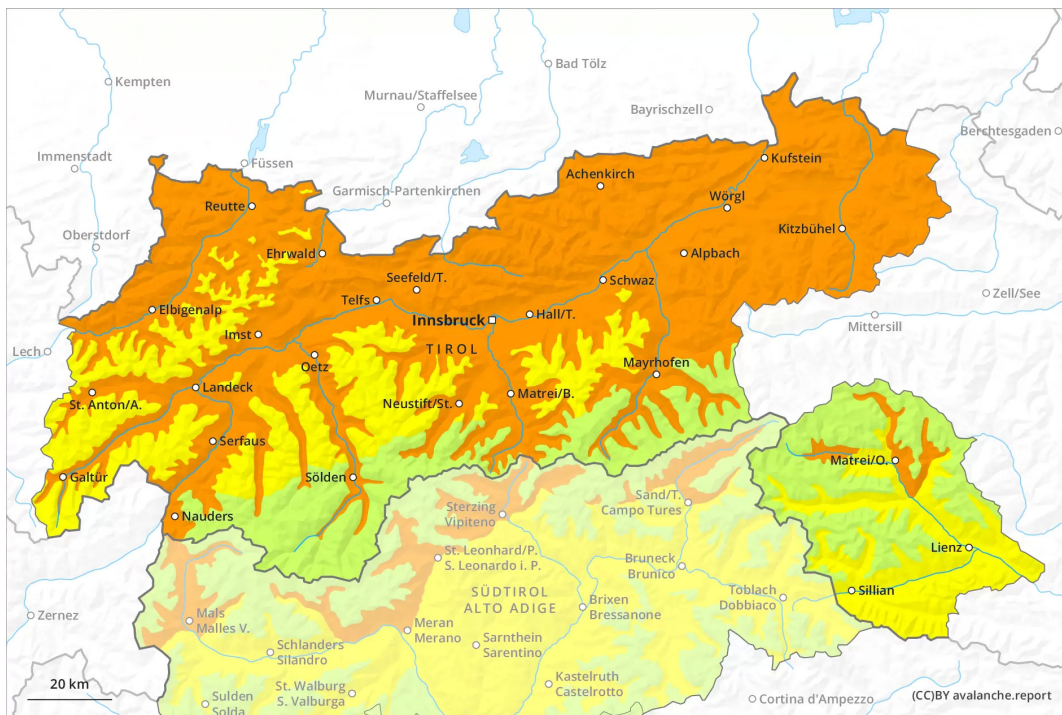 Kempten
Bad Tölz
Murnau/Staffelsee
Bayrischzell
Berchtesgaden
Immenstadt
Füssen
Kufstein
Achenkirch
Garmisch-Partenkirchen
Reutte
Wörgl
Oberstdorf
Kitzbühel
Ehrwald
Alpbach
Seefeld/T.
Schwaz
Zell/See
Telfs
Elbigenalp
Innsbruck
Hall/T.
Mittersill
Imst
TIROL
Lech
Oetz
Mayrhofen
Landeck
St. Anton/A.
Neustift/St.
Matrei/B.
Serfaus
Matrei/O.
Galtür
Sölden
Sand/T.
Campo Tures
Sterzing
Vipiteno
Nauders
Lienz
St. Leonhard/P.
S. Leonardo i. P.
Bruneck
Brunico
Sillian
SÜDTIROL
ALTO ADIGE
Toblach
Dobbiaco
Brixen
Bressanone
Zernez
Mals
Malles V.
Meran
Merano
Schlanders
Silandro
Sarnthein
Sarentino
20 km
St. Walburg
S. Valburga
Kastelruth
Castelrotto
Sulden
Solda
Cortina d'Ampezzo
(CC)BY avalanche.report